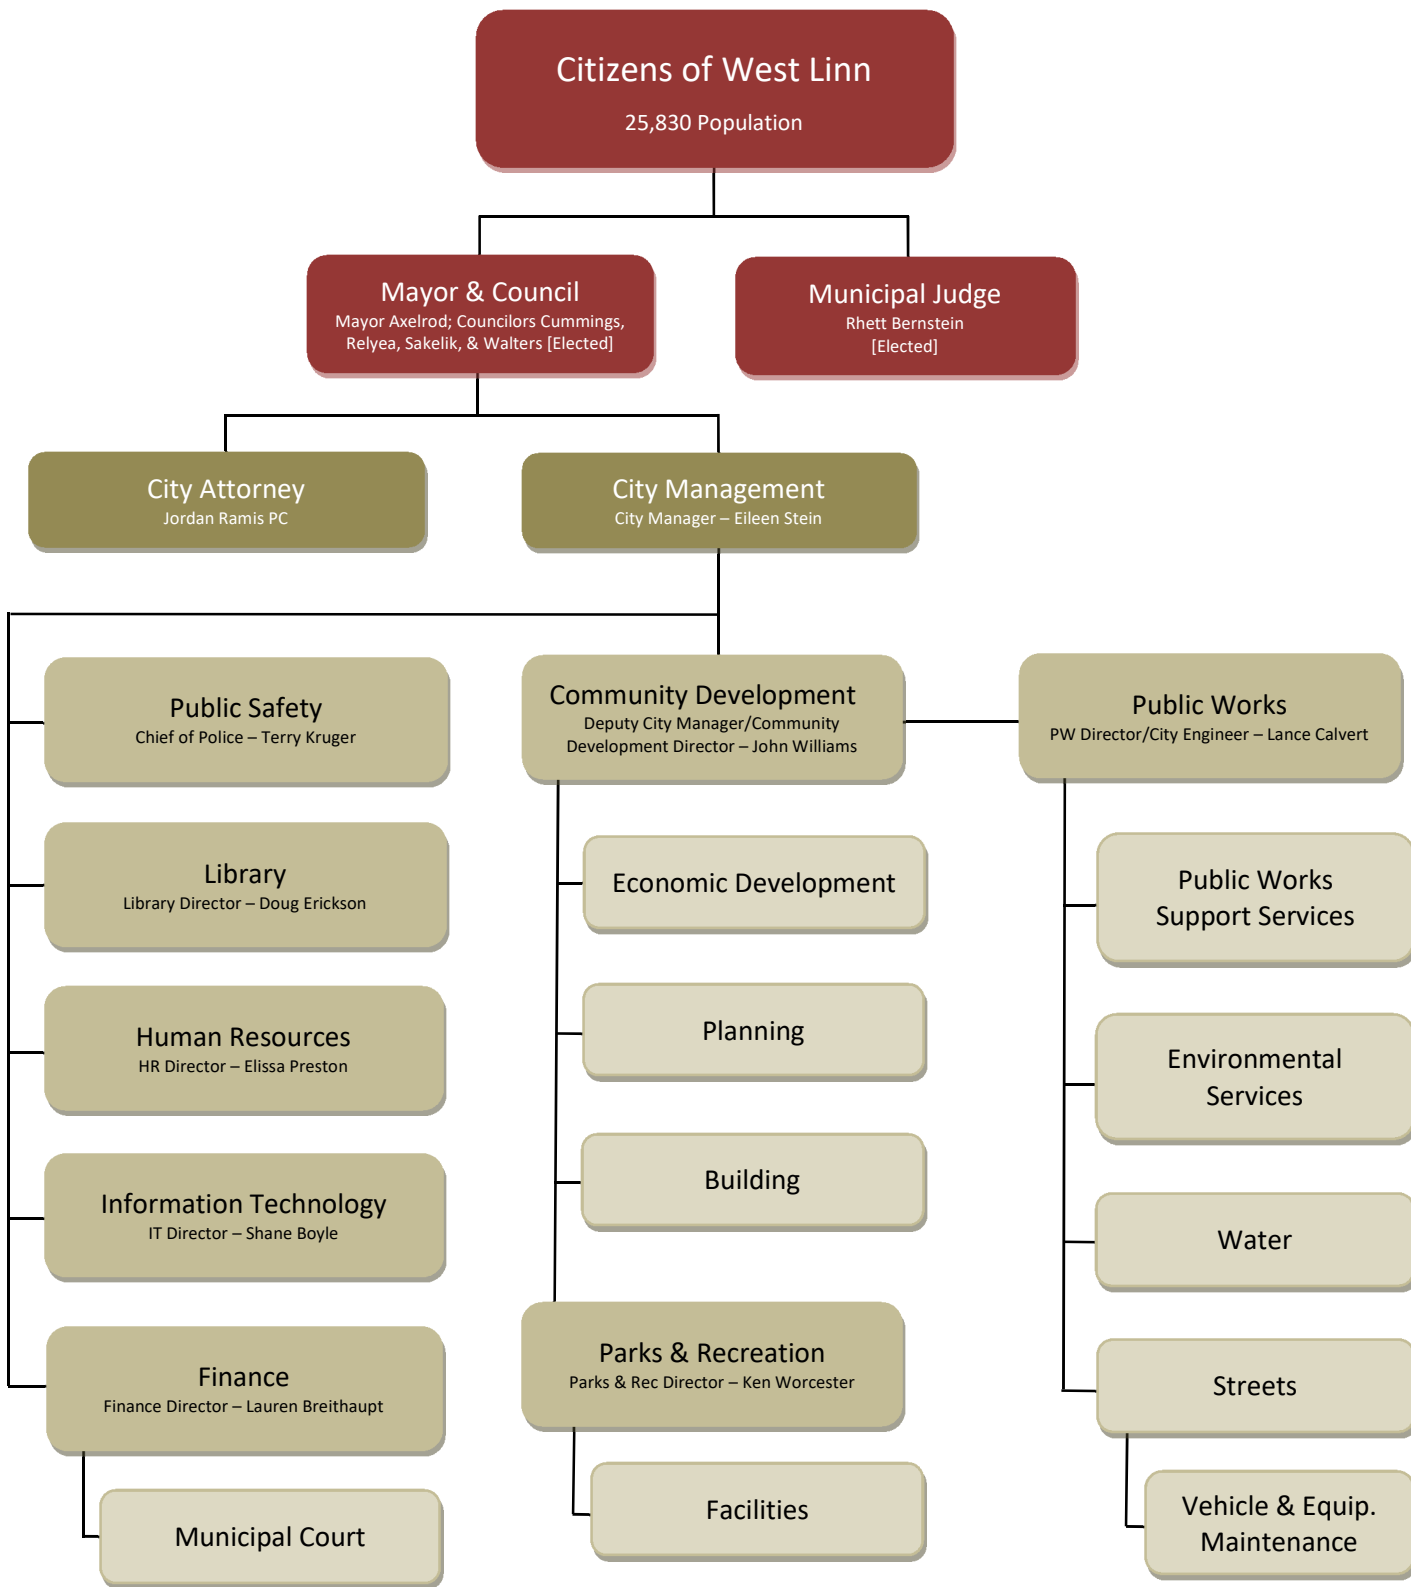 Citizens of West Linn
25,830 Population
Mayor & Council
Mayor Axelrod; Councilors Cummings,
Relyea, Sakelik, & Walters [Elected]
Municipal Judge
Rhett Bernstein
[Elected]
City Attorney
Jordan Ramis PC
City Management
City Manager – Eileen Stein
Public Safety
Chief of Police – Terry Kruger
Library
Library Director – Doug Erickson
Human Resources
HR Director – Elissa Preston
Information Technology
IT Director – Shane Boyle
Finance
Finance Director – Lauren Breithaupt
Municipal Court
Community Development
Deputy City Manager/Community
Development Director – John Williams
Economic Development
Planning
Building
Parks & Recreation
Parks & Rec Director – Ken Worcester
Facilities
Public Works
PW Director/City Engineer – Lance Calvert
Public Works
Support Services
Environmental
Services
Water
Streets
Vehicle & Equip.
Maintenance